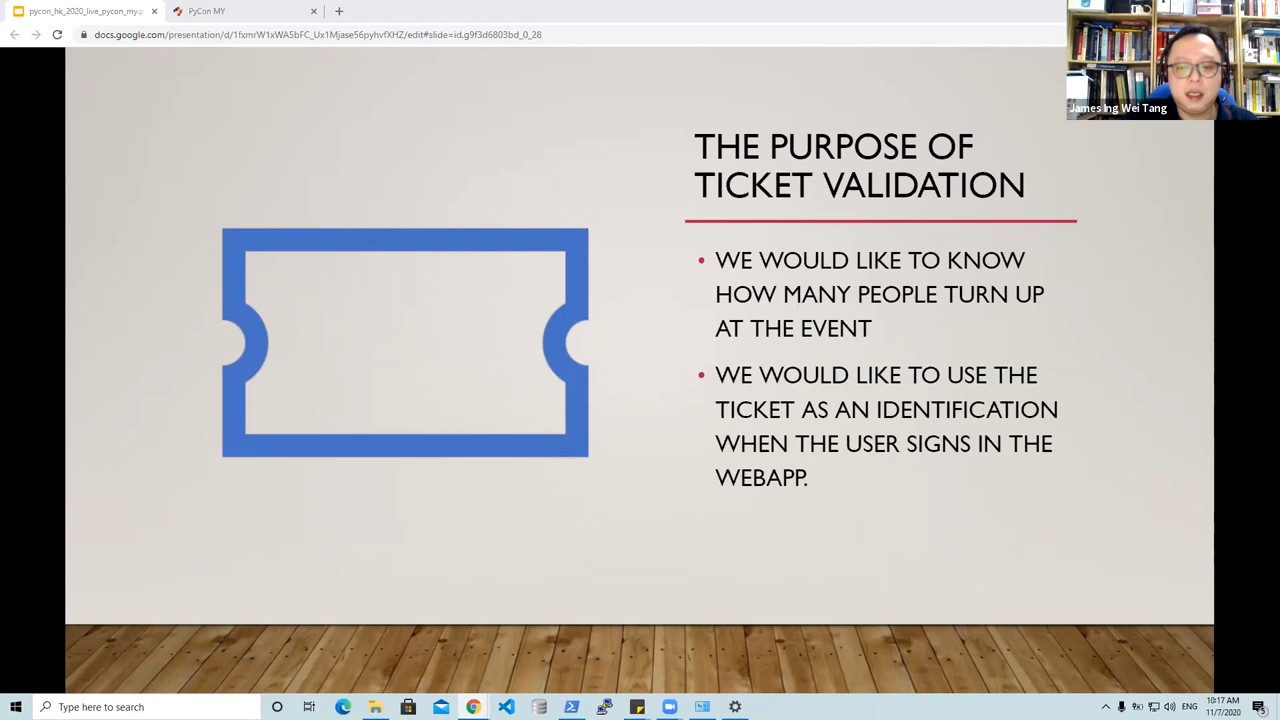 pycon_hk_2020_live_pycon_my.p
PyCon MY
docs.google.com/presentation/d/1fxmrW1xWA5bFC_Ux1Mjase56pyhvfXHZ/edit#slide=id.g9f3d6803bd_0_28
James Ing Wei Tang
THE PURPOSE OF
TICKET VALIDATION
• WE WOULD LIKE TO KNOW
HOW MANY PEOPLE TURN UP
AT THE EVENT
• WE WOULD LIKE TO USE THE
TICKET AS AN IDENTIFICATION
WHEN THE USER SIGNS IN THE
WEBAPP.
Type here to search
ENG
10:17 AM
11/7/2020
5